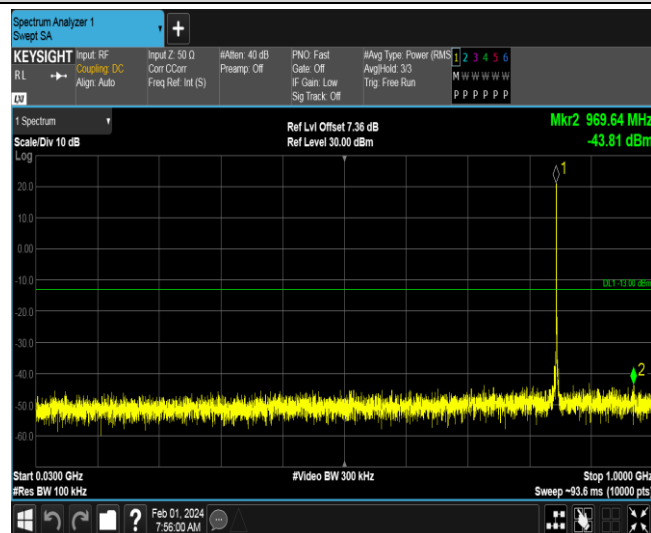 Spectrum Analyzer 1
Swept SA
+
KEYSIGHT
RL
LXI
Input: RF
Coupling: DC
Align: Auto
Input Z: 50 Ω
Corr CCorr
Freq Ref: Int (S)
#Atten: 40 dB
Preamp: Off
PNO: Fast
Gate: Off
IF Gain: Low
Sig Track: Off
#Avg Type: Power (RMS
Avg|Hold: 3/3
Trig: Free Run
1 2 3 4 5 6
M W W W W W
P P P P P P
1 Spectrum
Scale/Div 10 dB
Log
Ref Lvl Offset 7.36 dB
Ref Level 30.00 dBm
Mkr2 969.64 MHz
-43.81 dBm
1
20.0
10.0
0.00
-10.0
DL1 -13.00 dBm
-20.0
-30.0
-40.0
2
-50.0
-60.0
Start 0.0300 GHz
#Res BW 100 kHz
#Video BW 300 kHz
Stop 1.0000 GHz
Sweep ~93.6 ms (10000 pts
?
Feb 01, 2024
7:56:00 AM